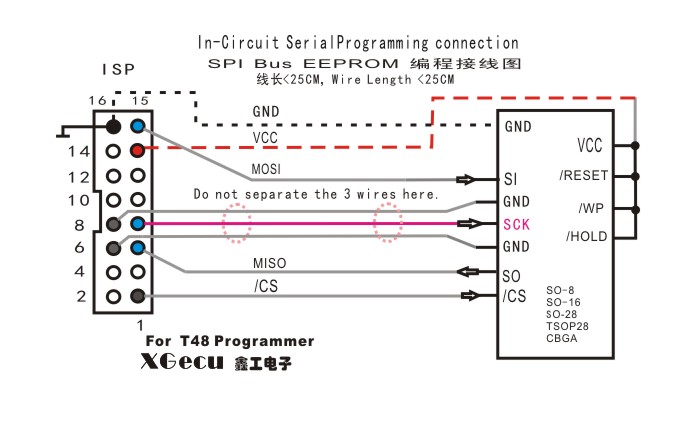 In-Circuit SerialProgramming connection
SPI Bus EEPROM 编程接线图
线长<25CM, Wire Length <25CM
ISP
16 15
GND
GND
VCC
VCC
14
MOSI
12
SI
/RESET
Do not separate the 3 wires here.
10
GND
/WP
8
SCK
/HOLD
6
GND
MISO
4
SO
/CS
2
/CS
SO-8
SO-16
SO-28
TSOP28
CBGA
1
For T48 Programmer
XGecu 鑫工电子